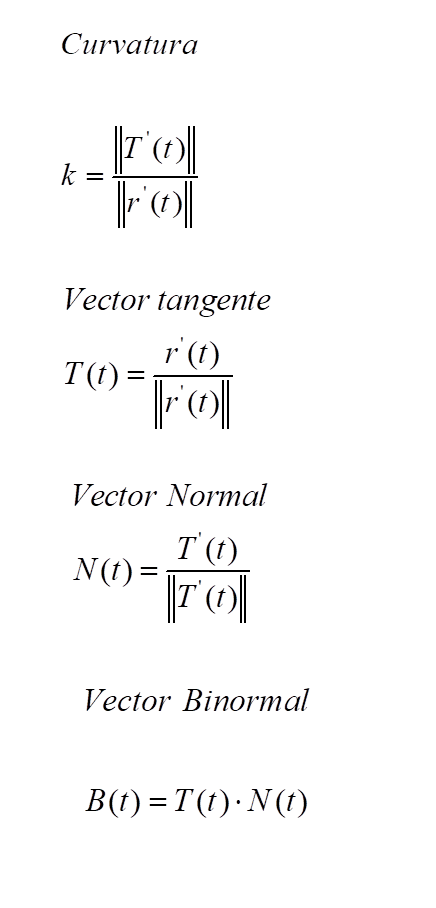 Curvatura
k = ‖T'(t)‖ / ‖r'(t)‖
Vector tangente
T(t) = r'(t) / ‖r'(t)‖
Vector Normal
N(t) = T'(t) / ‖T'(t)‖
Vector Binormal
B(t) = T(t) · N(t)